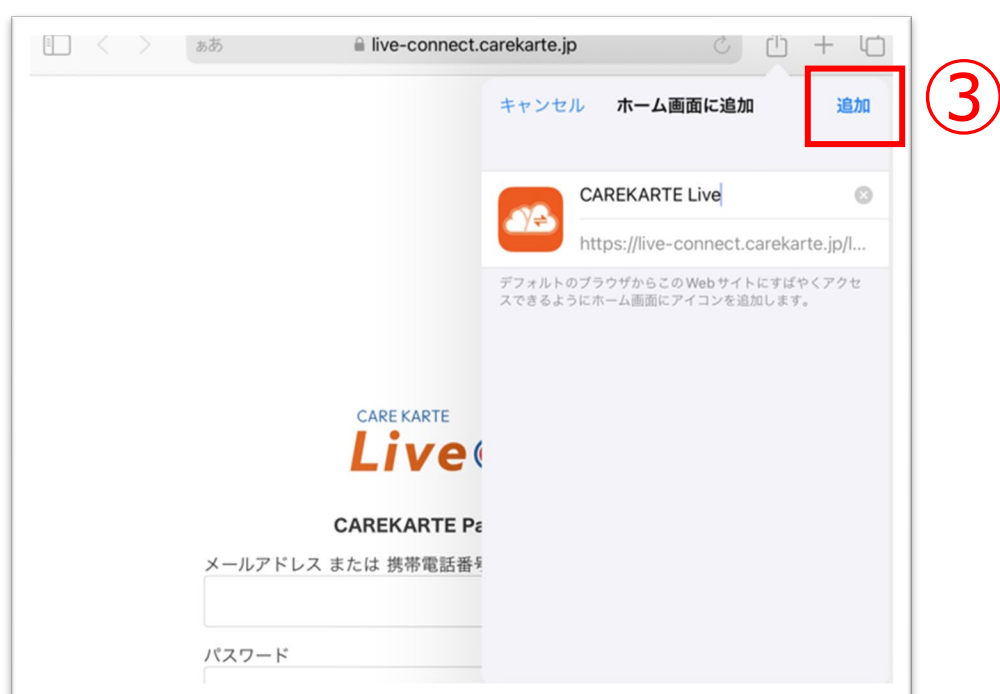 ぁあ live-connect.carekarte.jp
キャンセル ホーム画面に追加 追加
③
CAREKARTE Live
https://live-connect.carekarte.jp/l...
デフォルトのブラウザからこのWebサイトにすばやくアクセ
スできるようにホーム画面にアイコンを追加します。
CARE KARTE
Live
CAREKARTE Pa
メールアドレス または 携帯電話番号
パスワード